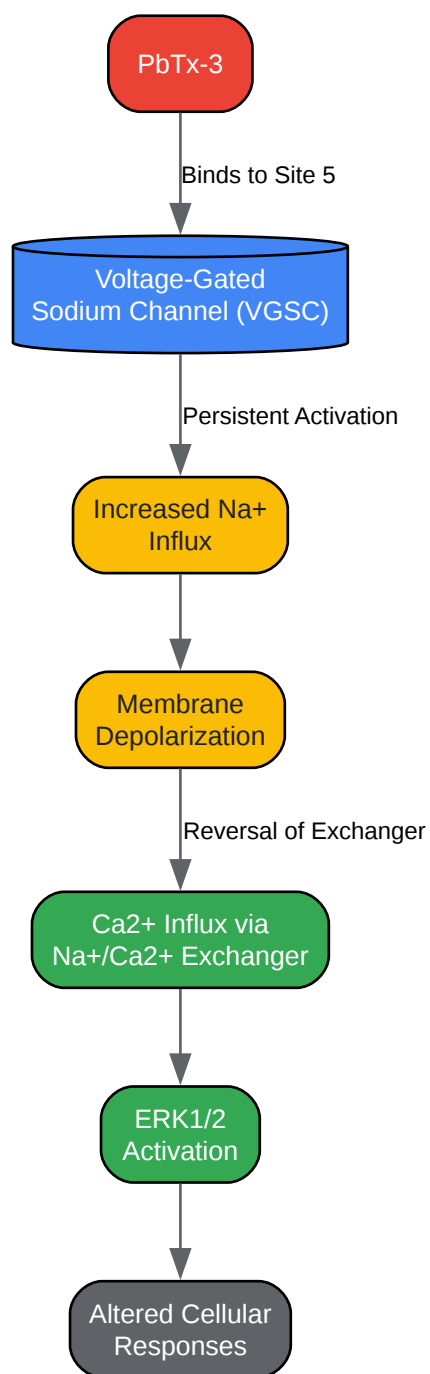 PbTx-3
Binds to Site 5
Voltage-Gated
Sodium Channel (VGSC)
Persistent Activation
Increased Na+
Influx
Membrane
Depolarization
Reversal of Exchanger
Ca2+ Influx via
Na+/Ca2+ Exchanger
ERK1/2
Activation
Altered Cellular
Responses